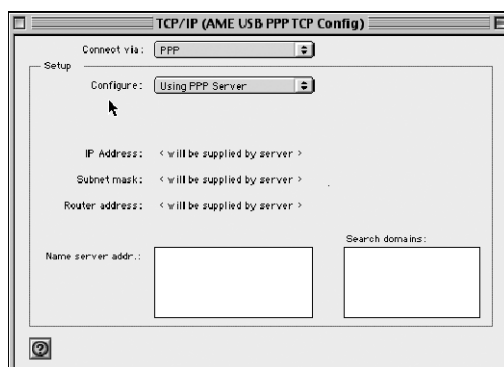 TCP/IP (AME USB PPP TCP Config)
Connect via: PPP
Setup
Configure: Using PPP Server
IP Address: < will be supplied by server >
Subnet mask: < will be supplied by server >
Router address: < will be supplied by server >
Search domains:
Name server addr.:
?